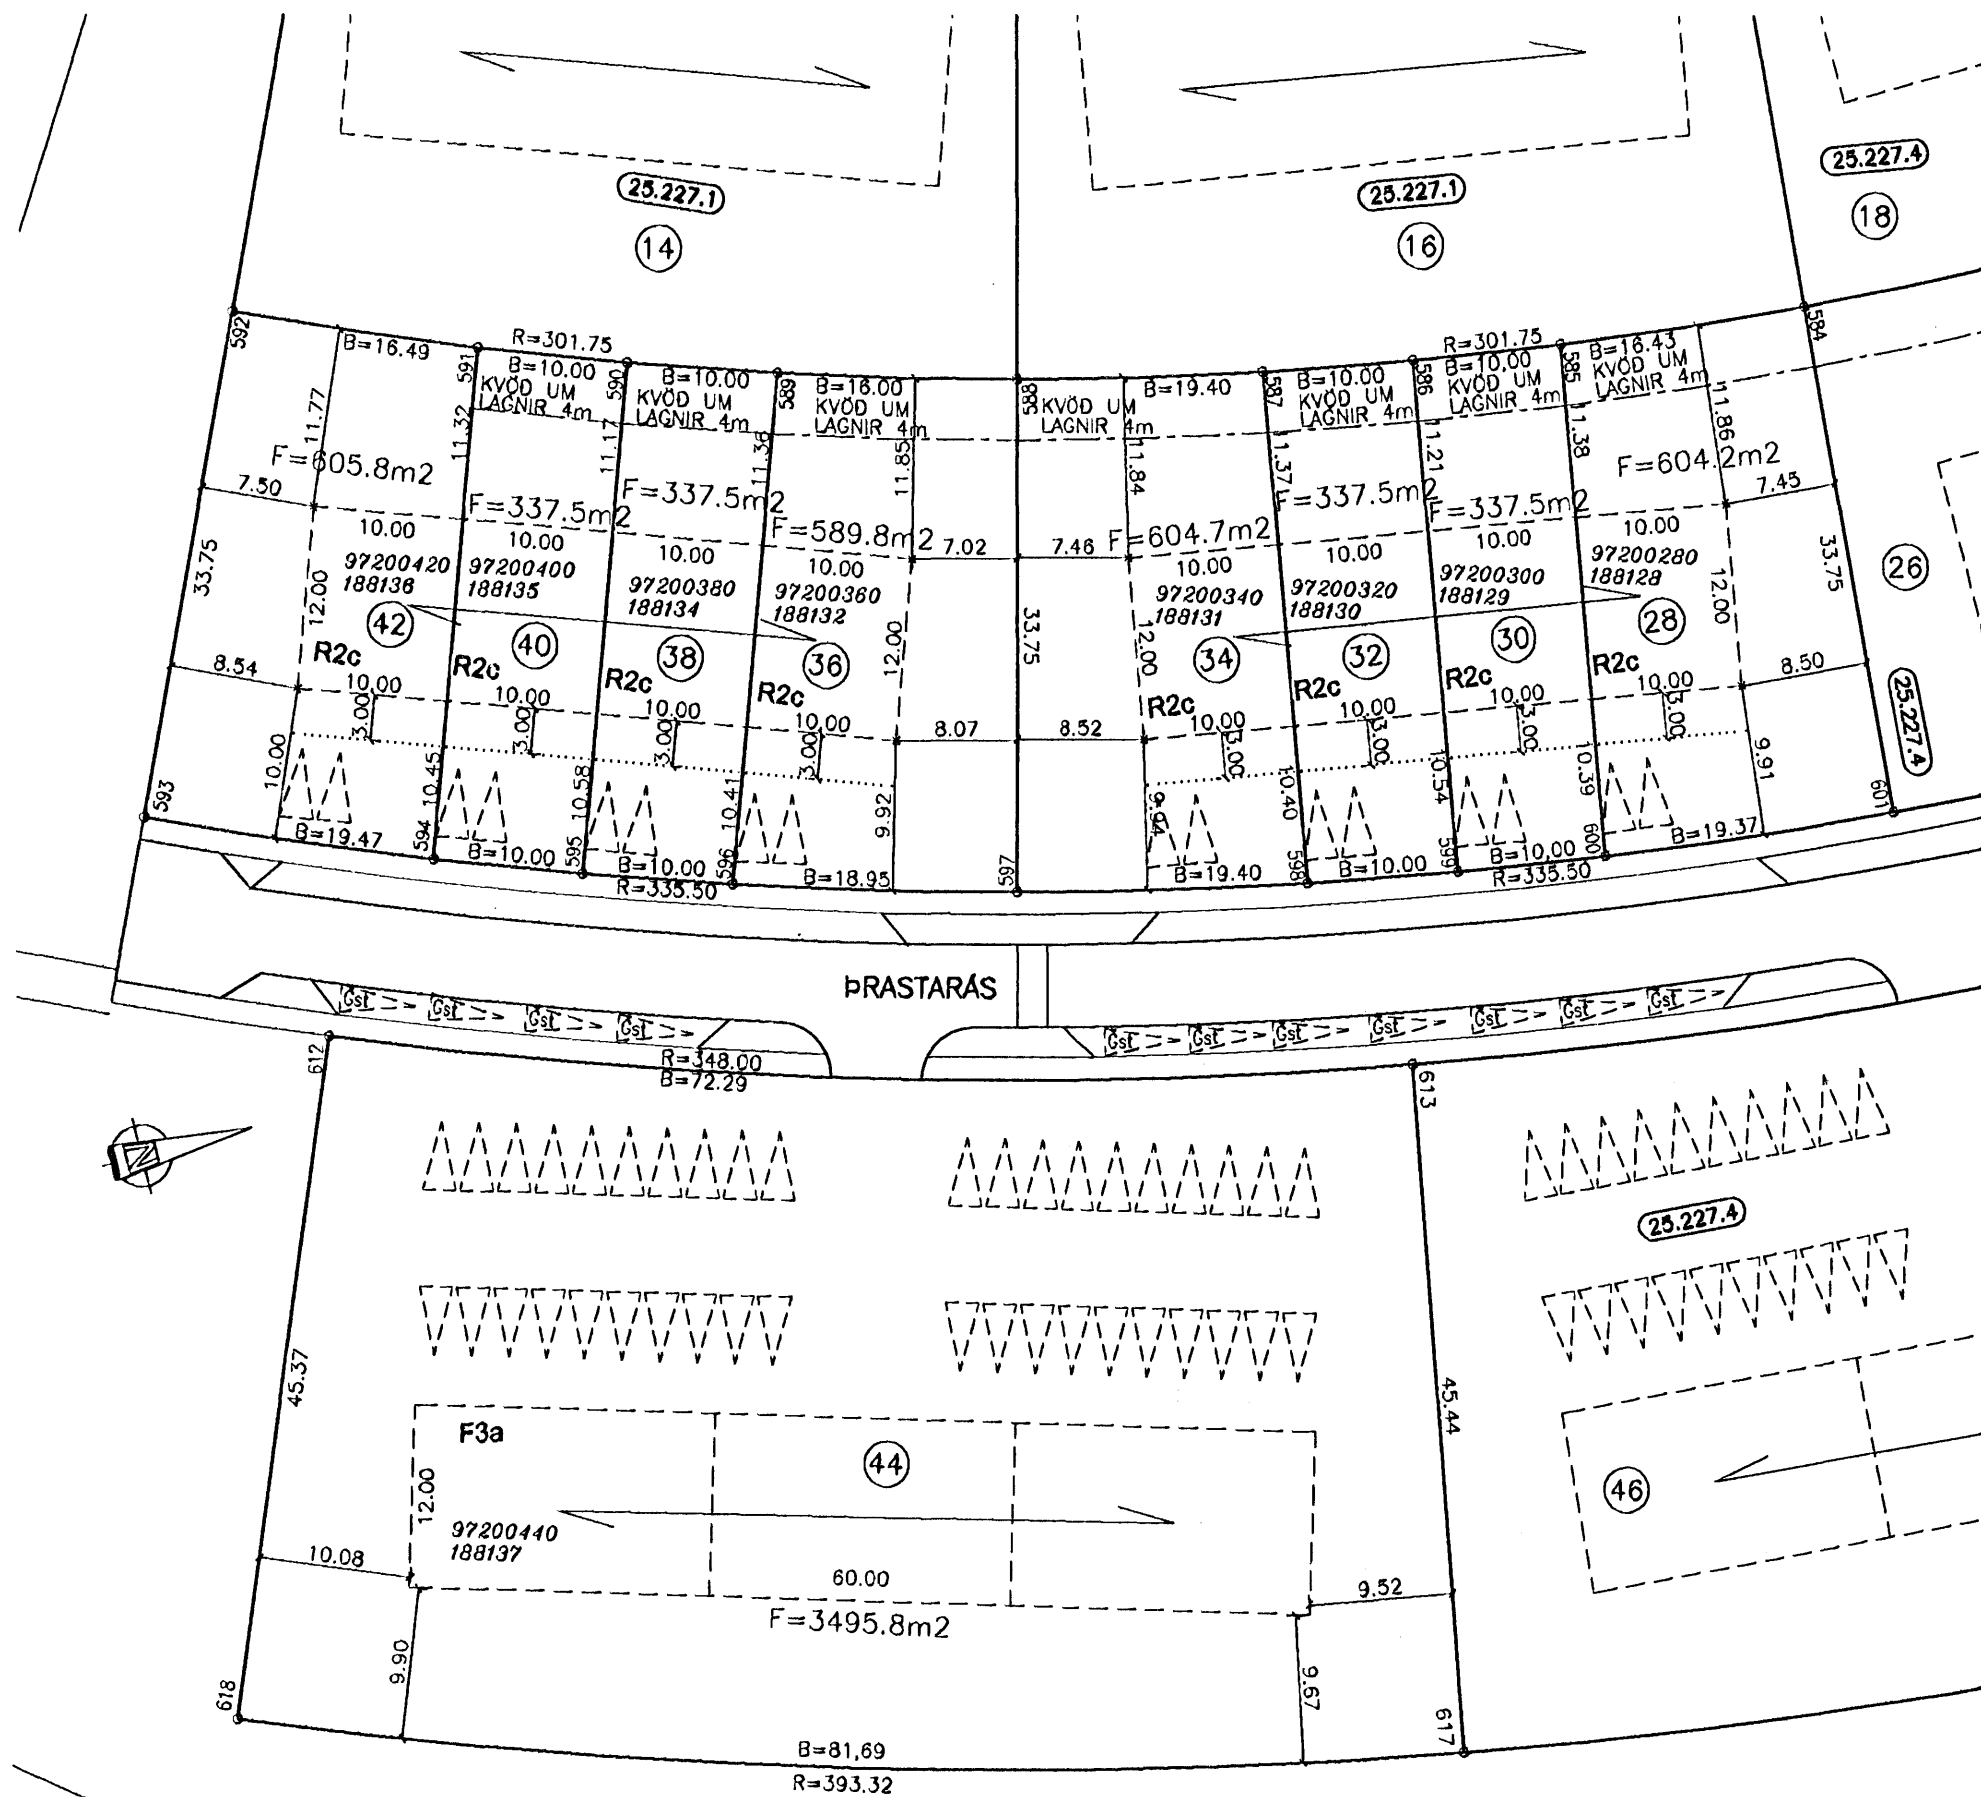 25.227.1
14
25.227.1
16
25.227.4
18
592
B=16.49
591
R=301.75
B=10.00
KVÖÐ UM
LAGNIR 4m
590
B=10.00
KVÖÐ UM
LAGNIR 4m
589
B=16.00
KVÖÐ UM
LAGNIR 4m
588
KVÖÐ UM
LAGNIR 4m
B=19.40
587
B=10.00
KVÖÐ UM
LAGNIR 4m
586
R=301.75
B=10,00
KVÖÐ UM
LAGNIR 4m
585
B=16.43
KVÖÐ UM
LAGNIR 4m
584
11.77
11.32
11.17
11.36
11.85
11.84
11.37
11.21
11.38
11.86
F=605.8m2
F=337.5m2
F=337.5m2
F=589.8m2
F=604.7m2
F=337.5m2
F=337.5m2
F=604.2m2
7.50
10.00
10.00
10.00
10.00
7.02
7.46
10.00
10.00
10.00
10.00
7.45
33.75
12.00
97200420
188136
97200400
188135
97200380
188134
97200360
188132
12.00
33.75
12.00
97200340
188131
97200320
188130
97200300
188129
97200280
188128
12.00
33.75
26
42
40
38
36
34
32
30
28
R2c
R2c
R2c
R2c
R2c
R2c
R2c
R2c
8.54
10.00
10.00
10.00
10.00
8.07
8.52
10.00
10.00
10.00
10.00
8.50
25.227.4
3.00
3.00
3.00
3.00
3.00
3.00
3.00
3.00
10.00
10.45
10.58
10.41
9.92
9.94
10.40
10.54
10.39
9.91
593
B=19.47
594
B=10.00
595
B=10.00
R=335.50
596
B=18.95
597
B=19.40
598
B=10.00
599
B=10,00
R=335.50
600
B=19.37
601
ÞRASTARÁS
Gst
Gst
Gst
Gst
Gst
Gst
Gst
Gst
Gst
Gst
Gst
612
R=348.00
B=72.29
613
N
25.227.4
45.37
45.44
F3a
44
12.00
46
97200440
188137
10.08
60.00
9.52
F=3495.8m2
9.90
9.67
618
617
B=81,69
R=393.32